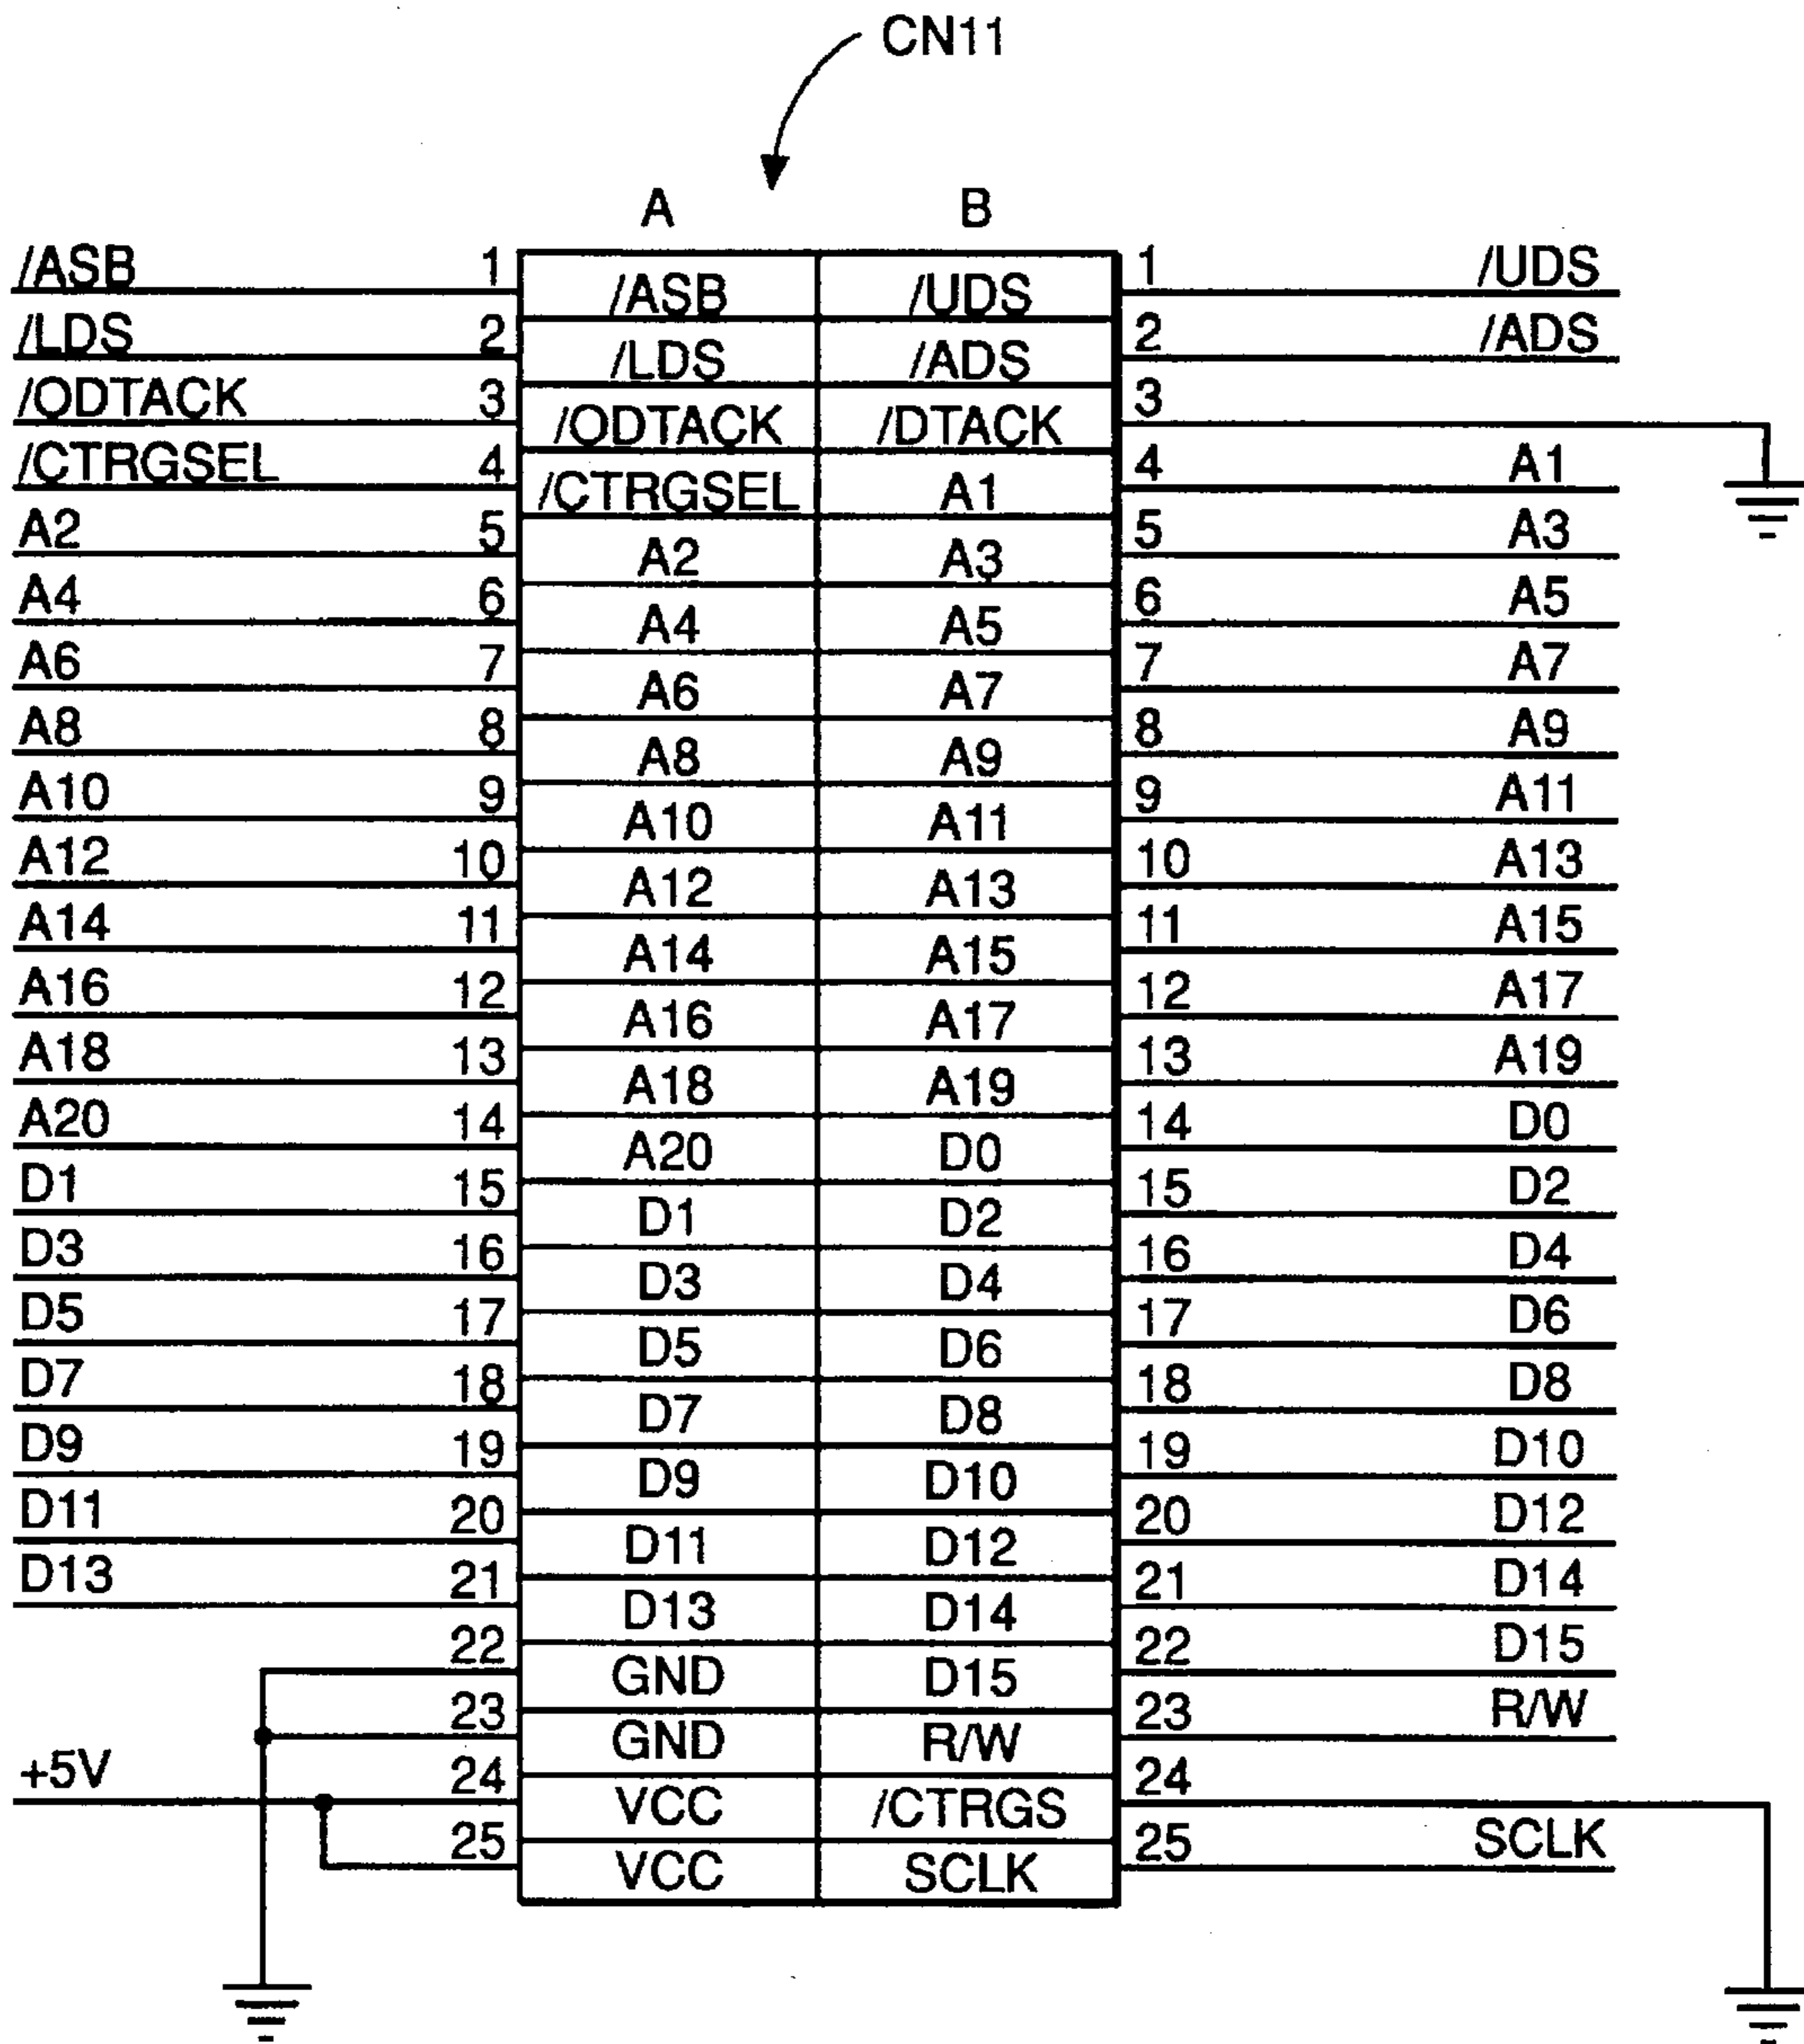 CN11
A B
/ASB 1 /ASB /UDS 1 /UDS
/LDS 2 /LDS /ADS 2 /ADS
/ODTACK 3 /ODTACK /DTACK 3
/CTRGSEL 4 /CTRGSEL A1 4 A1
A2 5 A2 A3 5 A3
A4 6 A4 A5 6 A5
A6 7 A6 A7 7 A7
A8 8 A8 A9 8 A9
A10 9 A10 A11 9 A11
A12 10 A12 A13 10 A13
A14 11 A14 A15 11 A15
A16 12 A16 A17 12 A17
A18 13 A18 A19 13 A19
A20 14 A20 D0 14 D0
D1 15 D1 D2 15 D2
D3 16 D3 D4 16 D4
D5 17 D5 D6 17 D6
D7 18 D7 D8 18 D8
D9 19 D9 D10 19 D10
D11 20 D11 D12 20 D12
D13 21 D13 D14 21 D14
22 GND D15 22 D15
23 GND R/W 23 R/W
+5V 24 VCC /CTRGS 24
25 VCC SCLK 25 SCLK